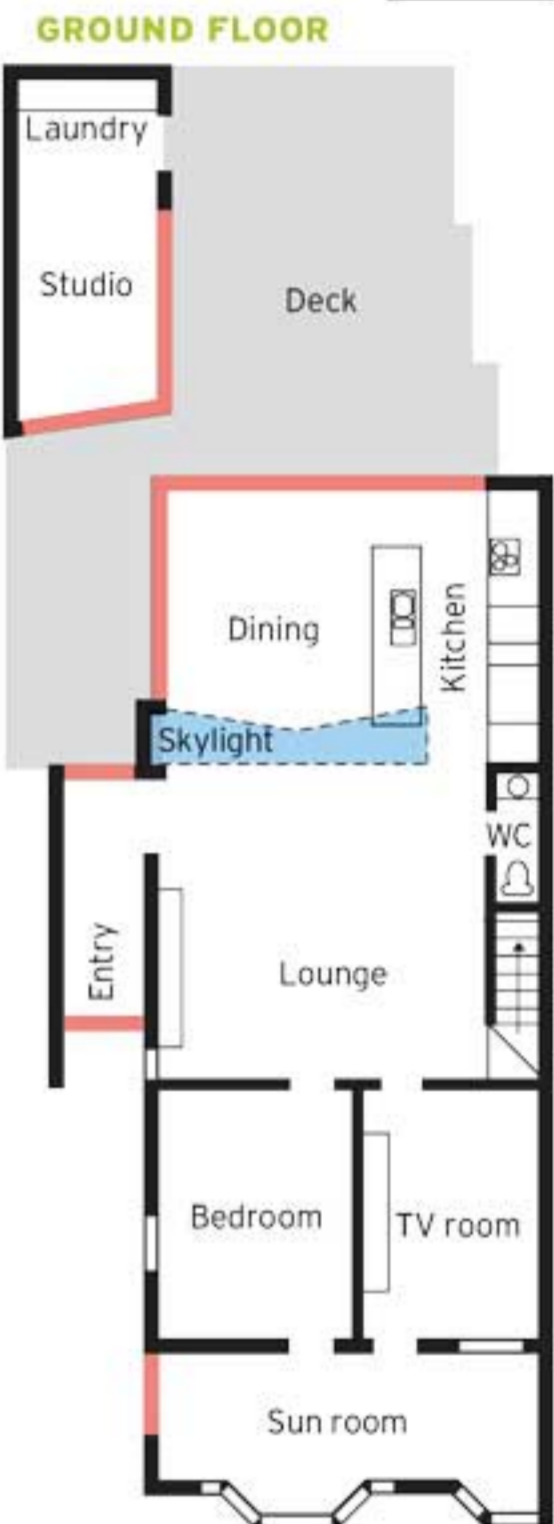 GROUND FLOOR
Laundry
Studio
Deck
Dining
Kitchen
Skylight
WC
Entry
Lounge
Bedroom
TV room
Sun room